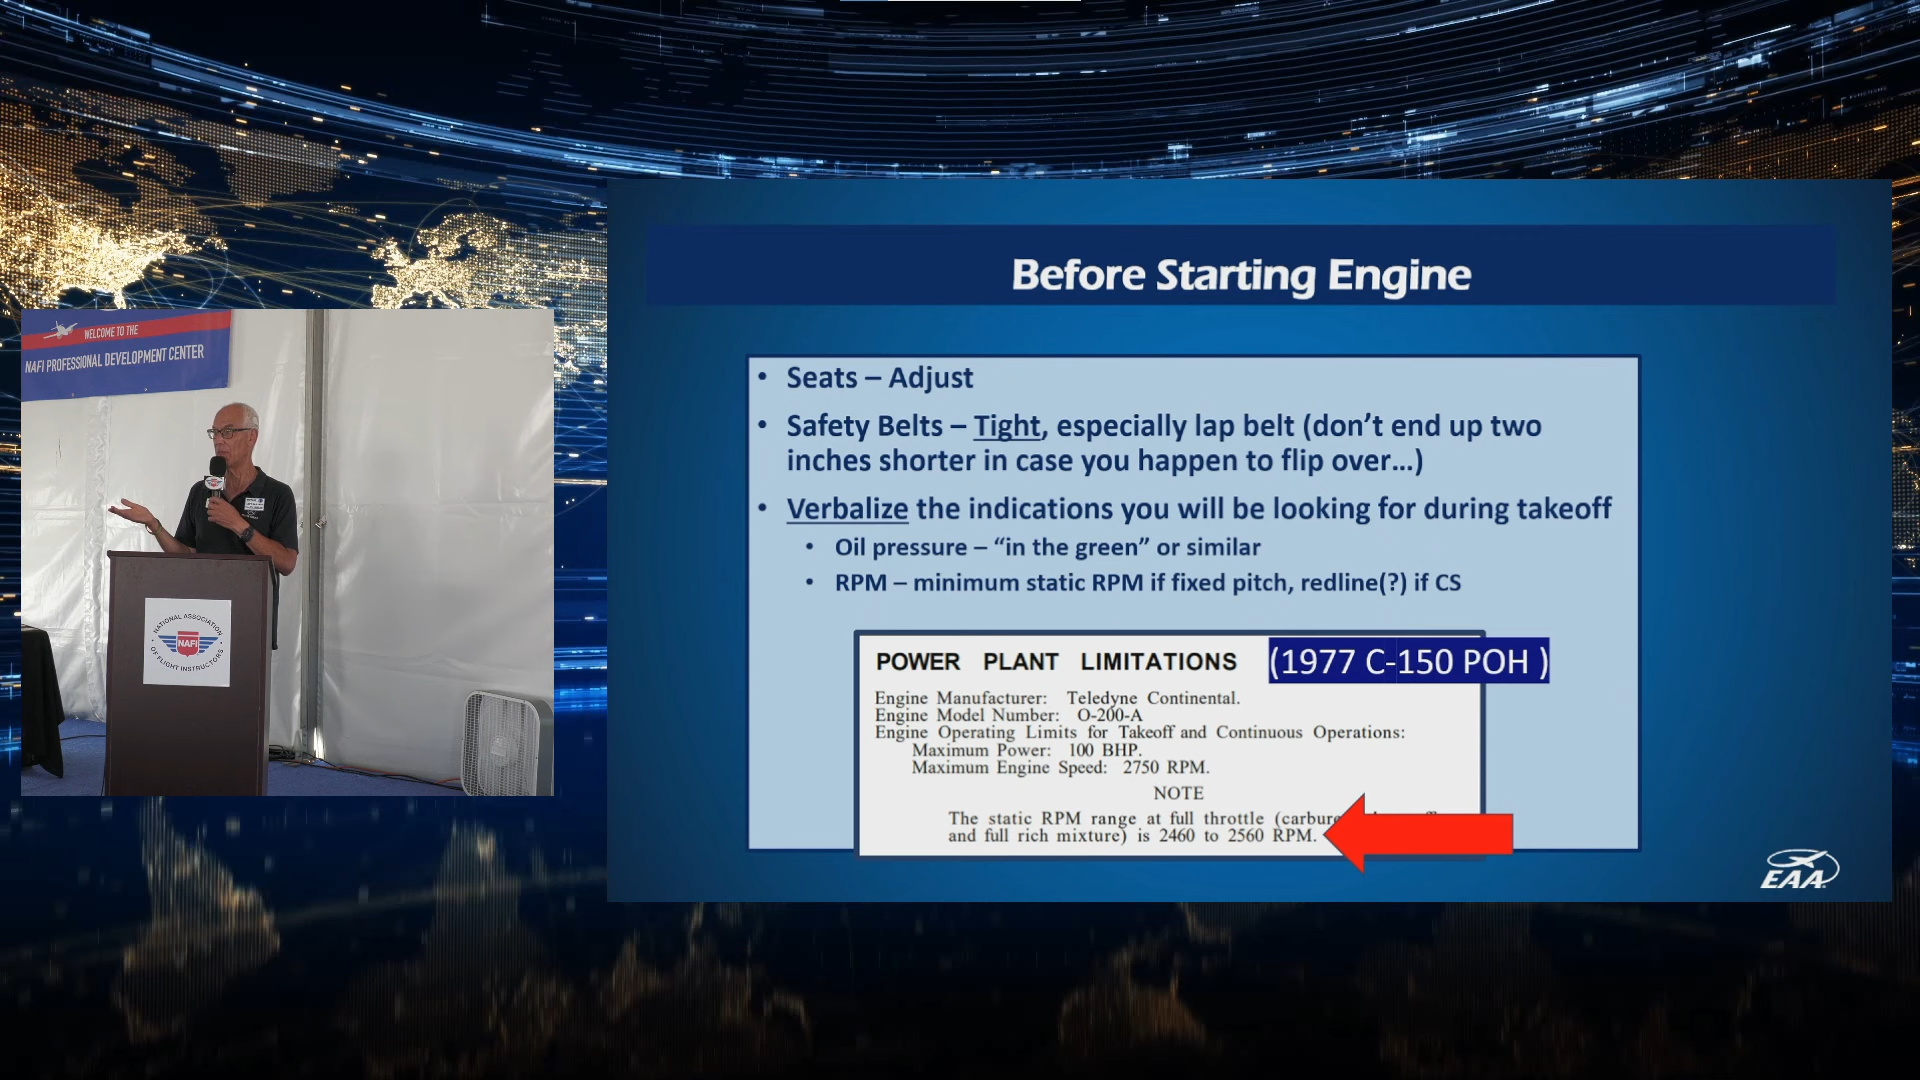 WELCOME TO THE
NAFI PROFESSIONAL DEVELOPMENT CENTER
NATIONAL ASSOCIATION
NAFI
OF FLIGHT INSTRUCTORS
Before Starting Engine
• Seats – Adjust
• Safety Belts – Tight, especially lap belt (don't end up two
inches shorter in case you happen to flip over…)
• Verbalize the indications you will be looking for during takeoff
• Oil pressure – “in the green” or similar
• RPM – minimum static RPM if fixed pitch, redline(?) if CS
POWER PLANT LIMITATIONS (1977 C-150 POH )
Engine Manufacturer: Teledyne Continental.
Engine Model Number: O-200-A
Engine Operating Limits for Takeoff and Continuous Operations:
Maximum Power: 100 BHP.
Maximum Engine Speed: 2750 RPM.
NOTE
The static RPM range at full throttle
and full rich mixture) is 2460 to 2560 RPM.
EAA